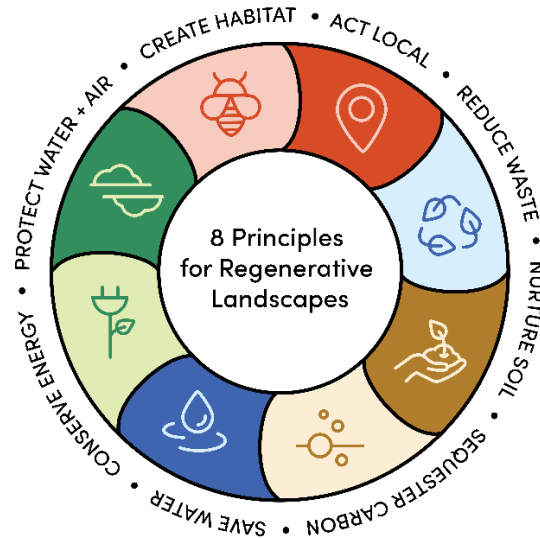 8 Principles
for Regenerative
Landscapes
ACT LOCAL
REDUCE WASTE
NURTURE SOIL
SEQUESTER CARBON
SAVE WATER
CONSERVE ENERGY
PROTECT WATER + AIR
CREATE HABITAT